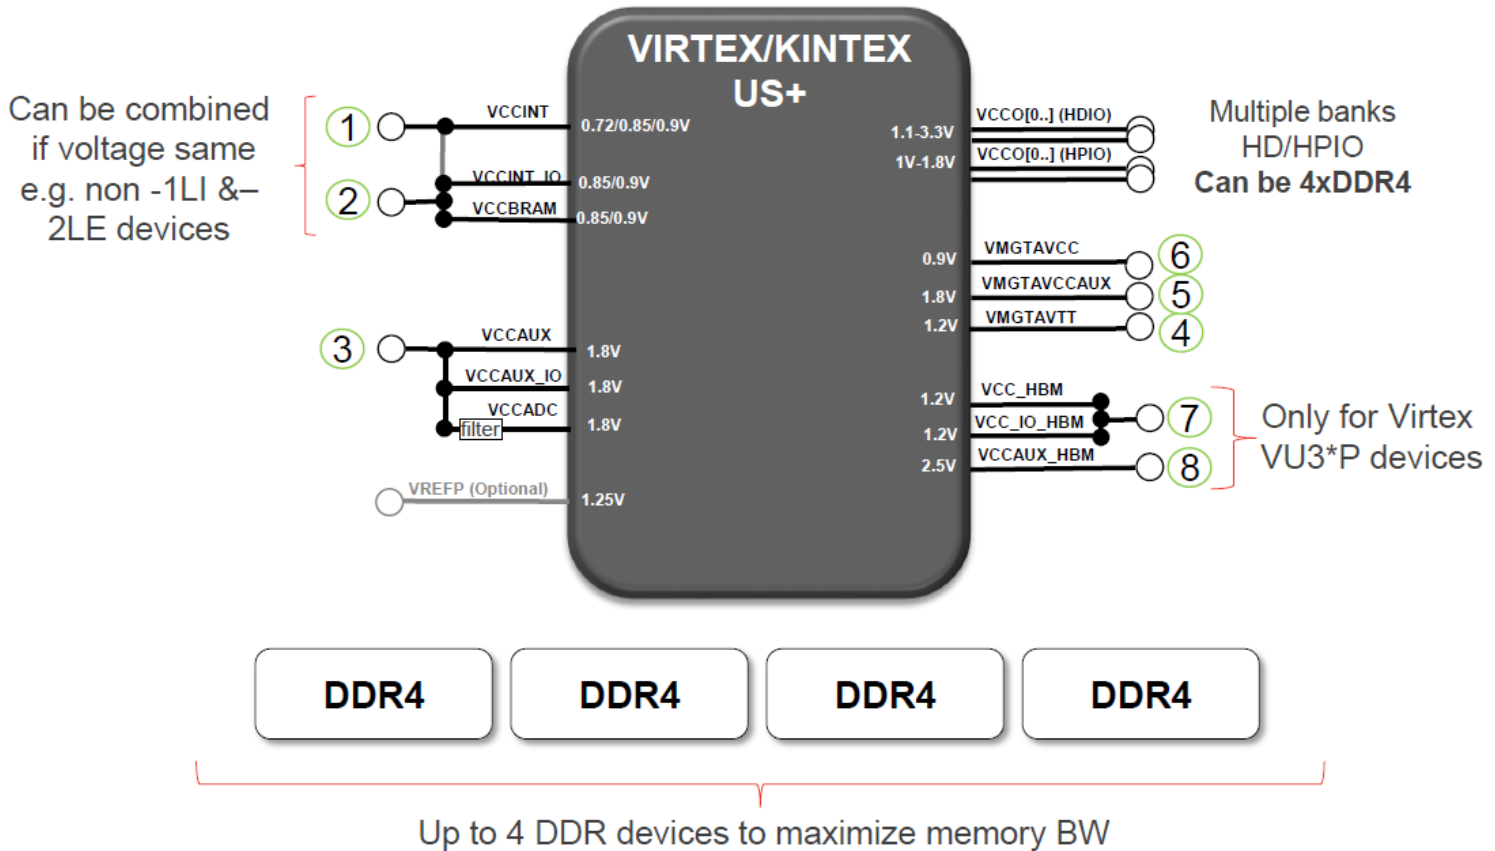 VIRTEX/KINTEX
US+
Can be combined
if voltage same
e.g. non -1LI &–
2LE devices
1
VCCINT
0.72/0.85/0.9V
2
VCCINT_IO
0.85/0.9V
VCCBRAM
0.85/0.9V
3
VCCAUX
1.8V
VCCAUX_IO
1.8V
VCCADC
filter
1.8V
VREFP (Optional)
1.25V
VCCO[0..] (HDIO)
1.1-3.3V
VCCO[0..] (HPIO)
1V-1.8V
Multiple banks
HD/HPIO
Can be 4xDDR4
0.9V
VMGTAVCC
6
1.8V
VMGTAVCCAUX
5
1.2V
VMGTAVTT
4
1.2V
VCC_HBM
1.2V
VCC_IO_HBM
7
2.5V
VCCAUX_HBM
8
Only for Virtex
VU3*P devices
DDR4
DDR4
DDR4
DDR4
Up to 4 DDR devices to maximize memory BW